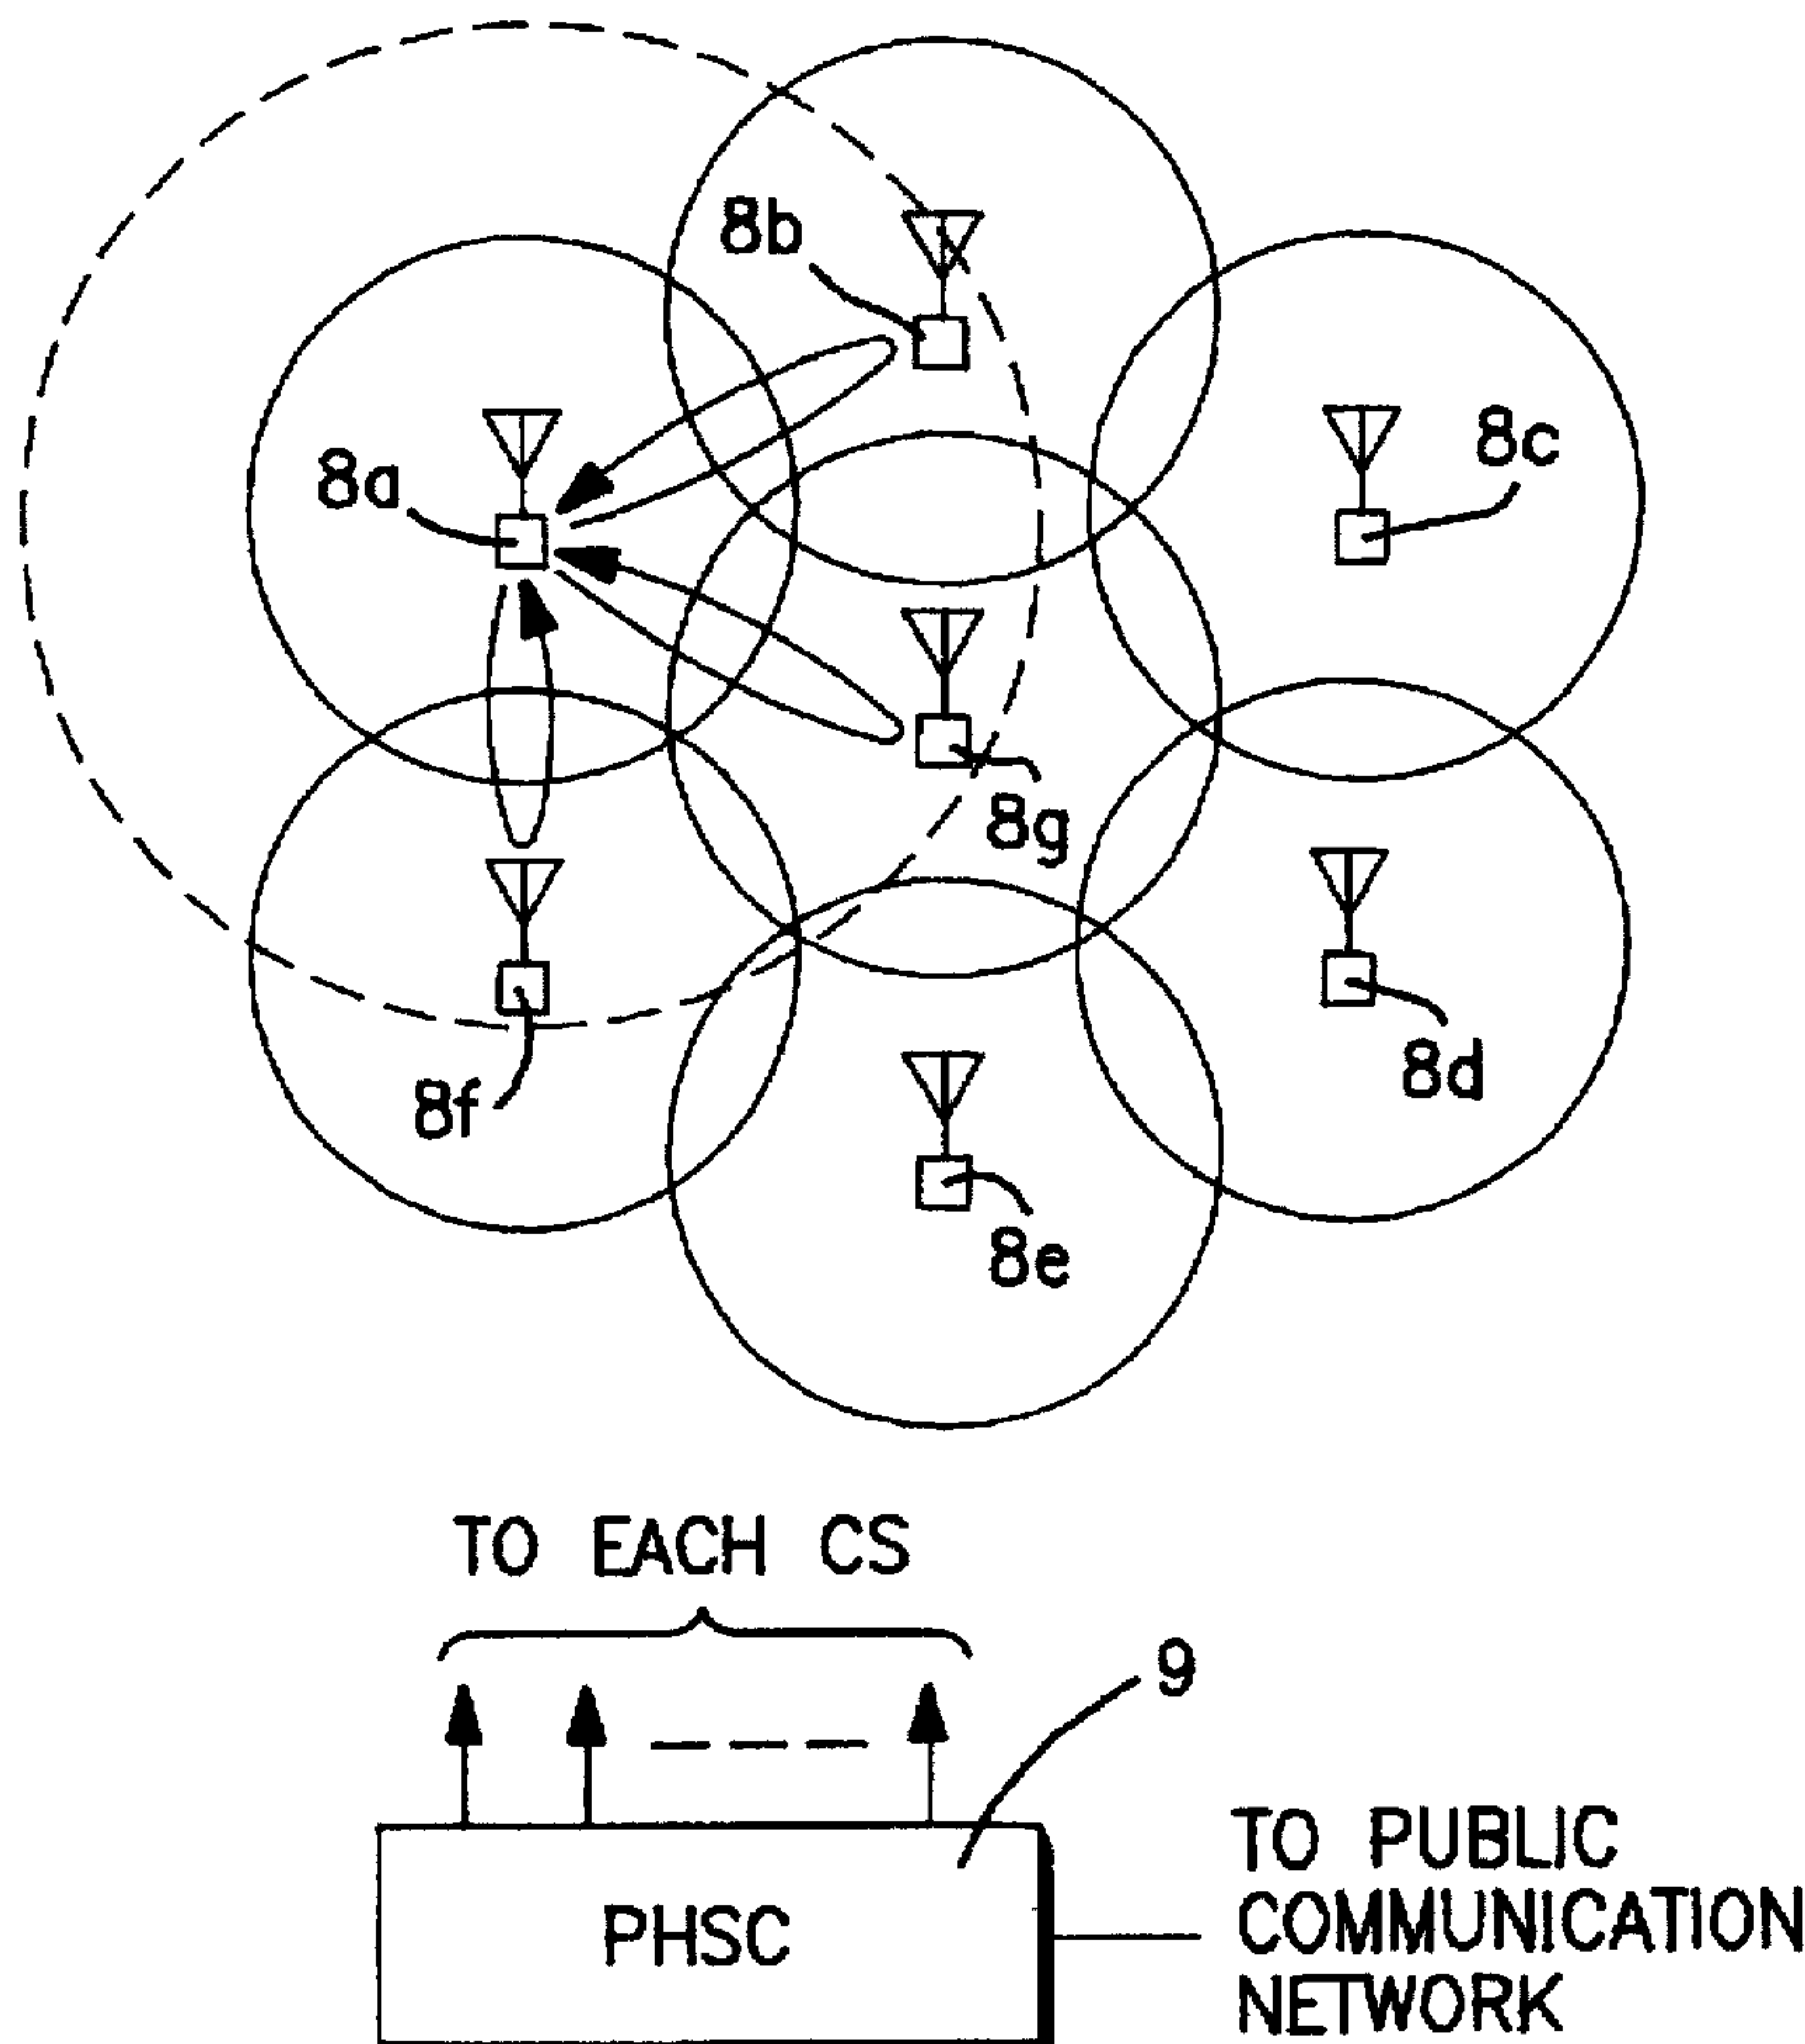 8b
8c
8a
8g
8d
8f
8e
TO EACH CS
9
PHSC
TO PUBLIC
COMMUNICATION
NETWORK